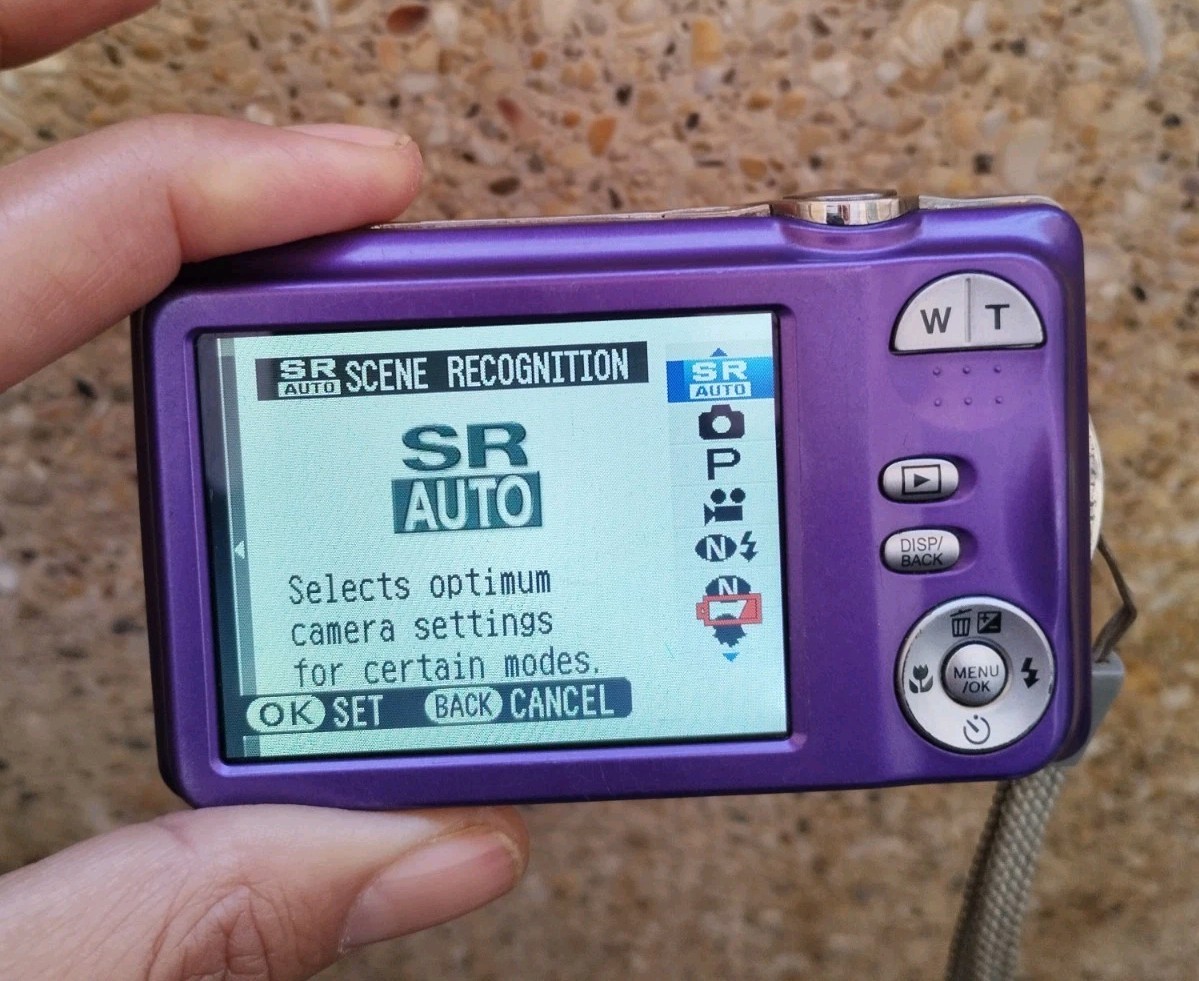 SR AUTO SCENE RECOGNITION
SR
AUTO
Selects optimum
camera settings
for certain modes.
OK SET BACK CANCEL
SR
AUTO
P
N
N
W T
DISP/
BACK
MENU
/OK